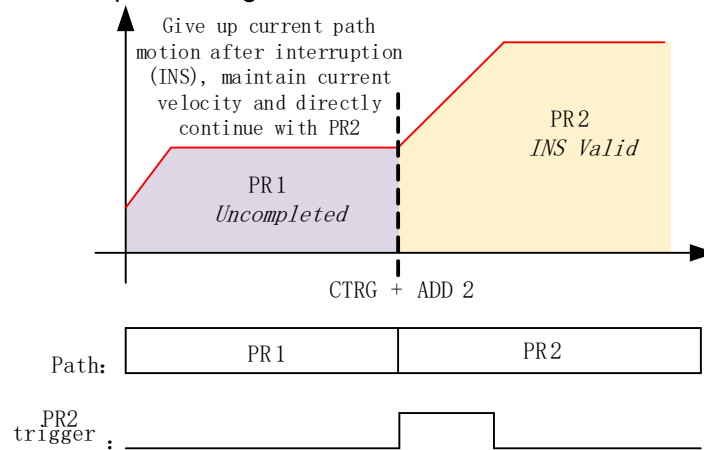 Give up current path
motion after interruption
(INS), maintain current
velocity and directly
continue with PR2
PR1
Uncompleted
PR2
INS Valid
CTRG + ADD 2
Path:
PR1
PR2
PR2
trigger :